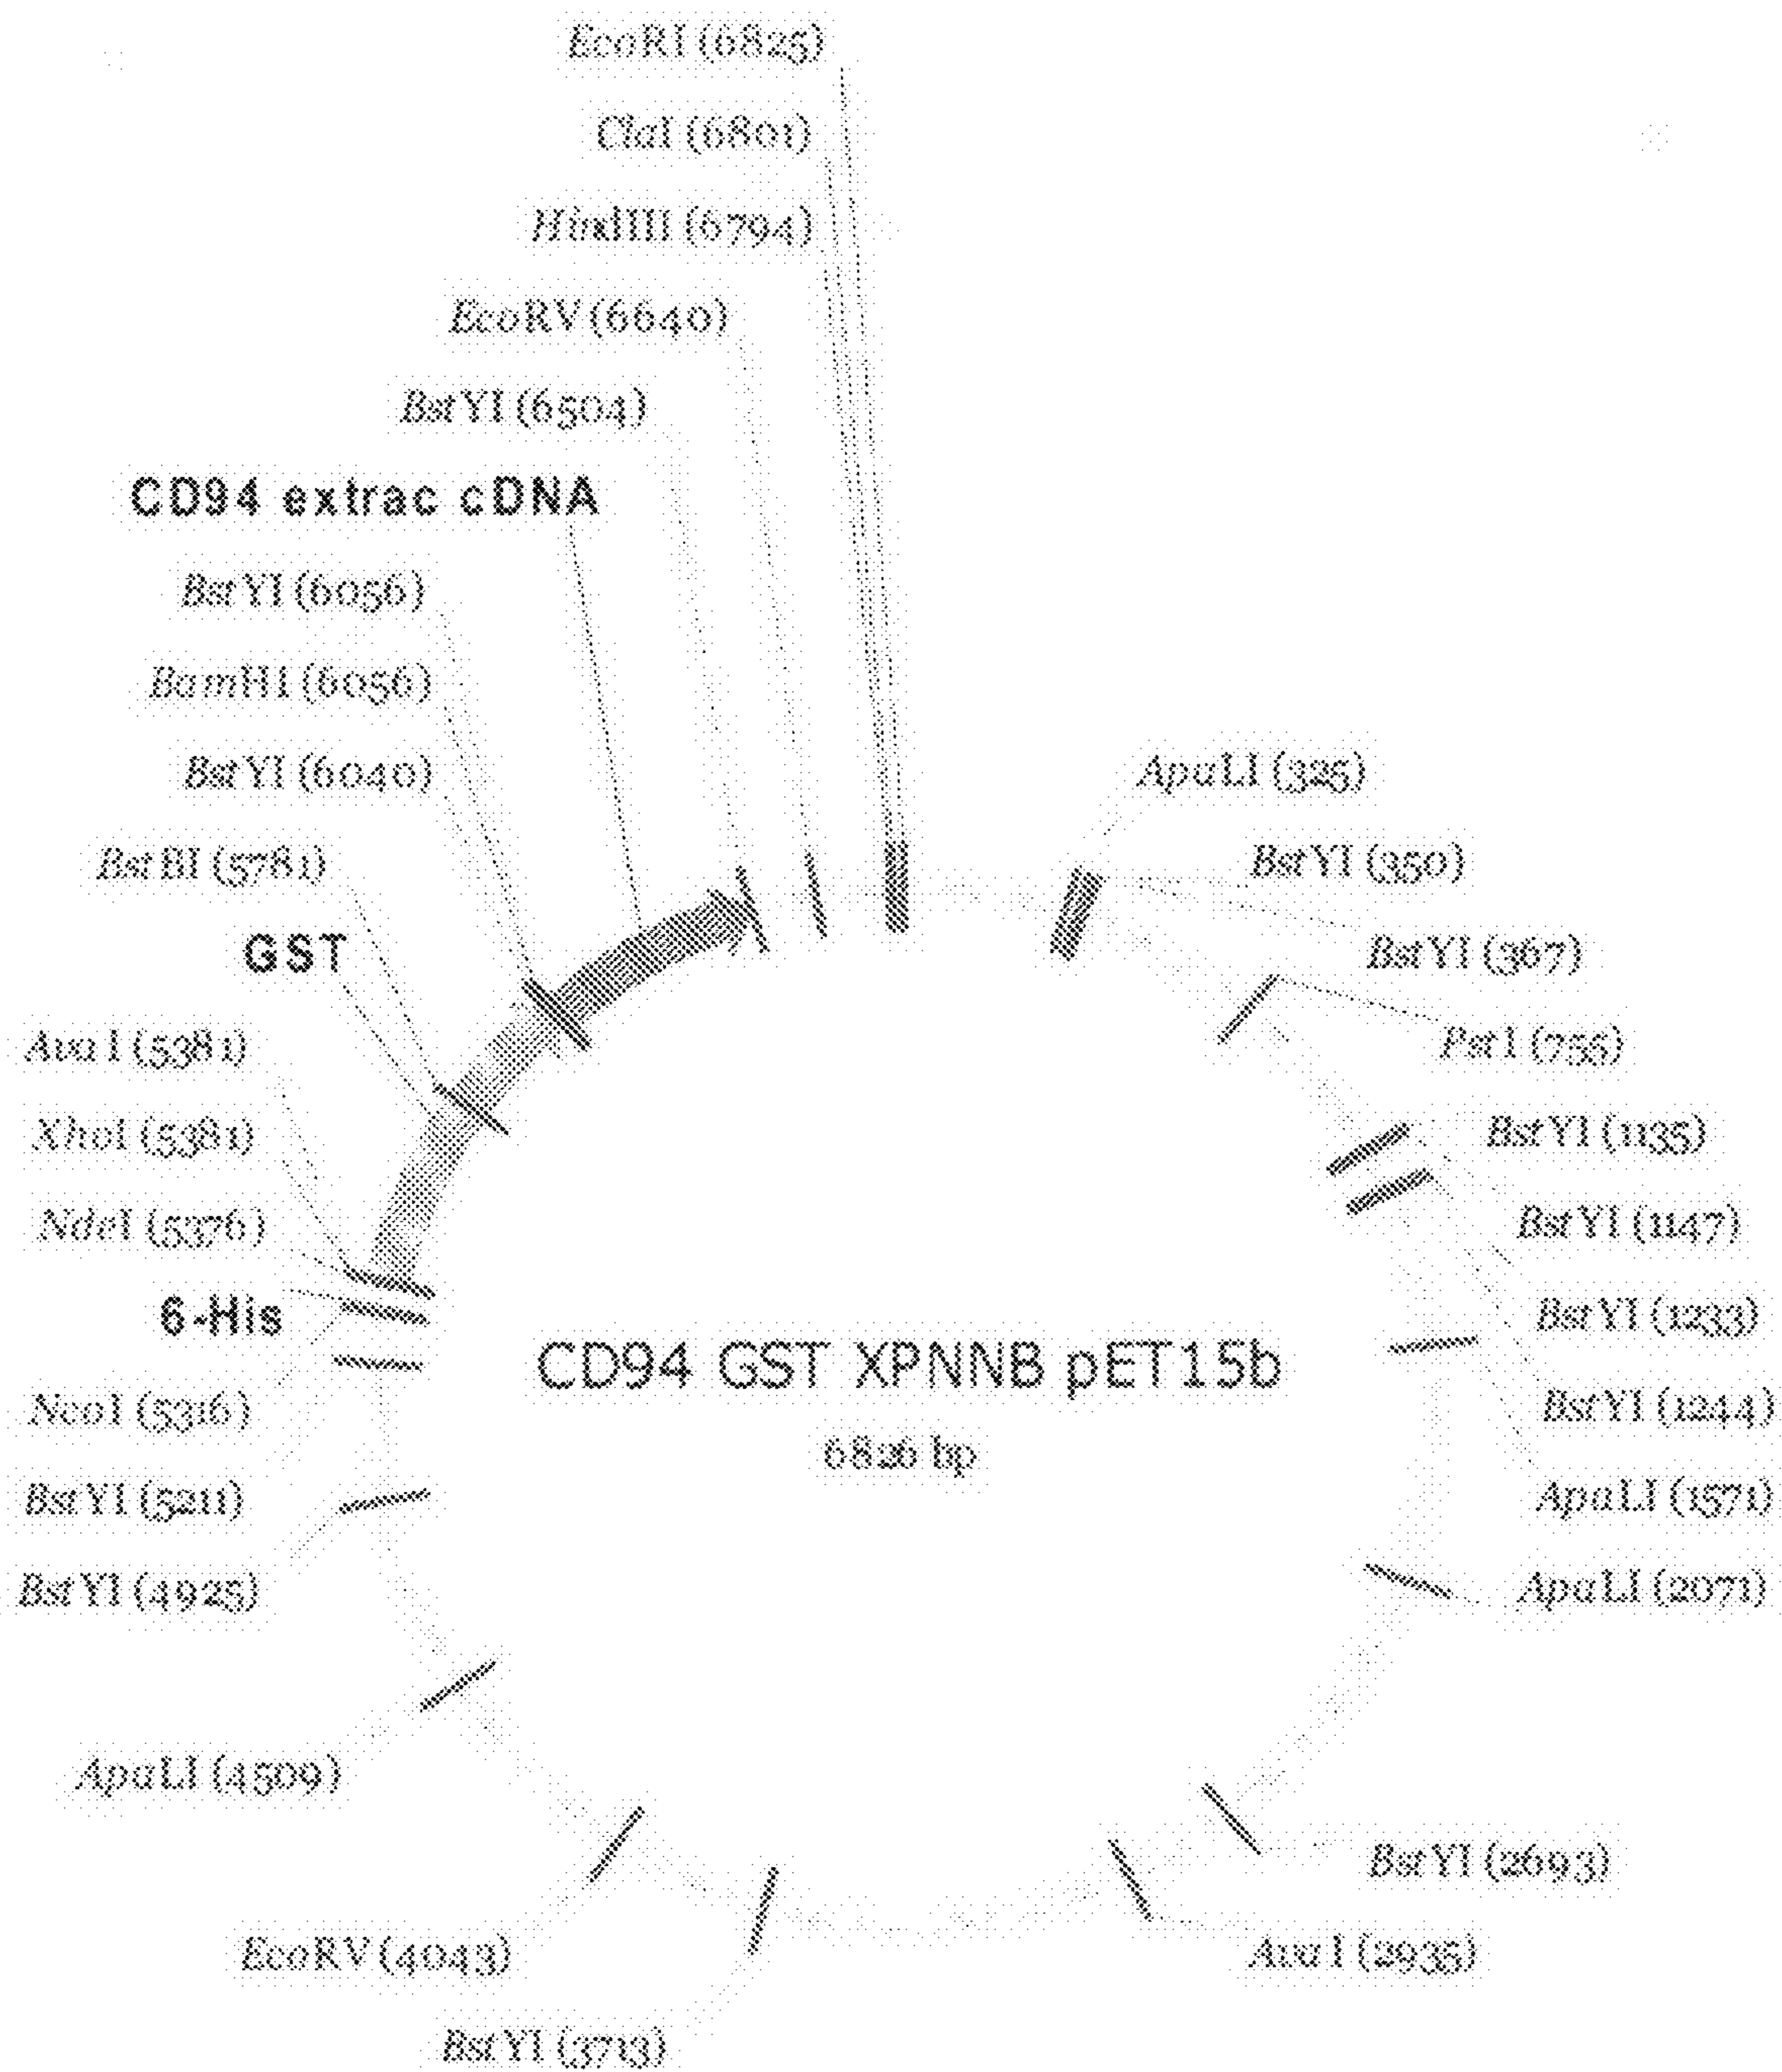 EcoRI (6825)
ClaI (6801)
HindIII (6794)
EcoRV (6640)
BstYI (6504)
CD94 extrac cDNA
BstYI (6056)
BamHI (6056)
BstYI (6040)
BstBI (5781)
GST
AvaI (5381)
XhoI (5381)
NdeI (5376)
6-His
NcoI (5316)
BstYI (5211)
BstYI (4925)
ApaLI (4509)
EcoRV (4043)
BstYI (3713)
AvaI (2935)
BstYI (2693)
ApaLI (2071)
ApaLI (1571)
BstYI (1244)
BstYI (1233)
BstYI (1147)
BstYI (1135)
PstI (755)
BstYI (367)
BstYI (350)
ApaLI (325)
CD94 GST XPNNB pET15b
6826 bp